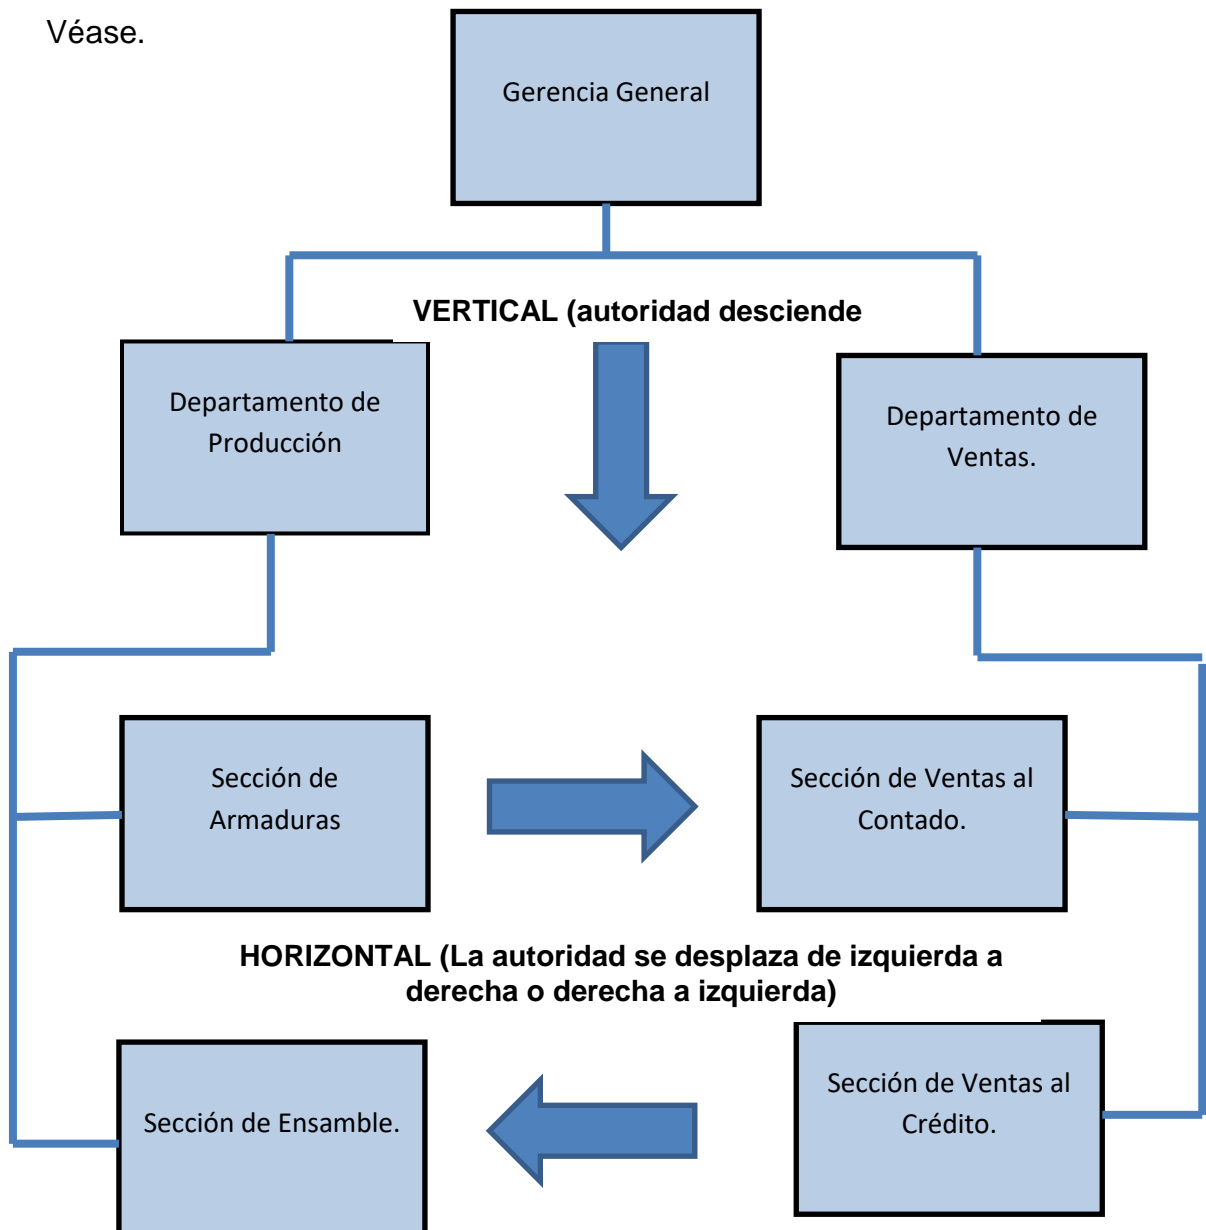 Véase.
Gerencia General
VERTICAL (autoridad desciende
Departamento de
Producción
Departamento de
Ventas.
Sección de
Armaduras
Sección de Ventas al
Contado.
HORIZONTAL (La autoridad se desplaza de izquierda a
derecha o derecha a izquierda)
Sección de Ensamble.
Sección de Ventas al
Crédito.